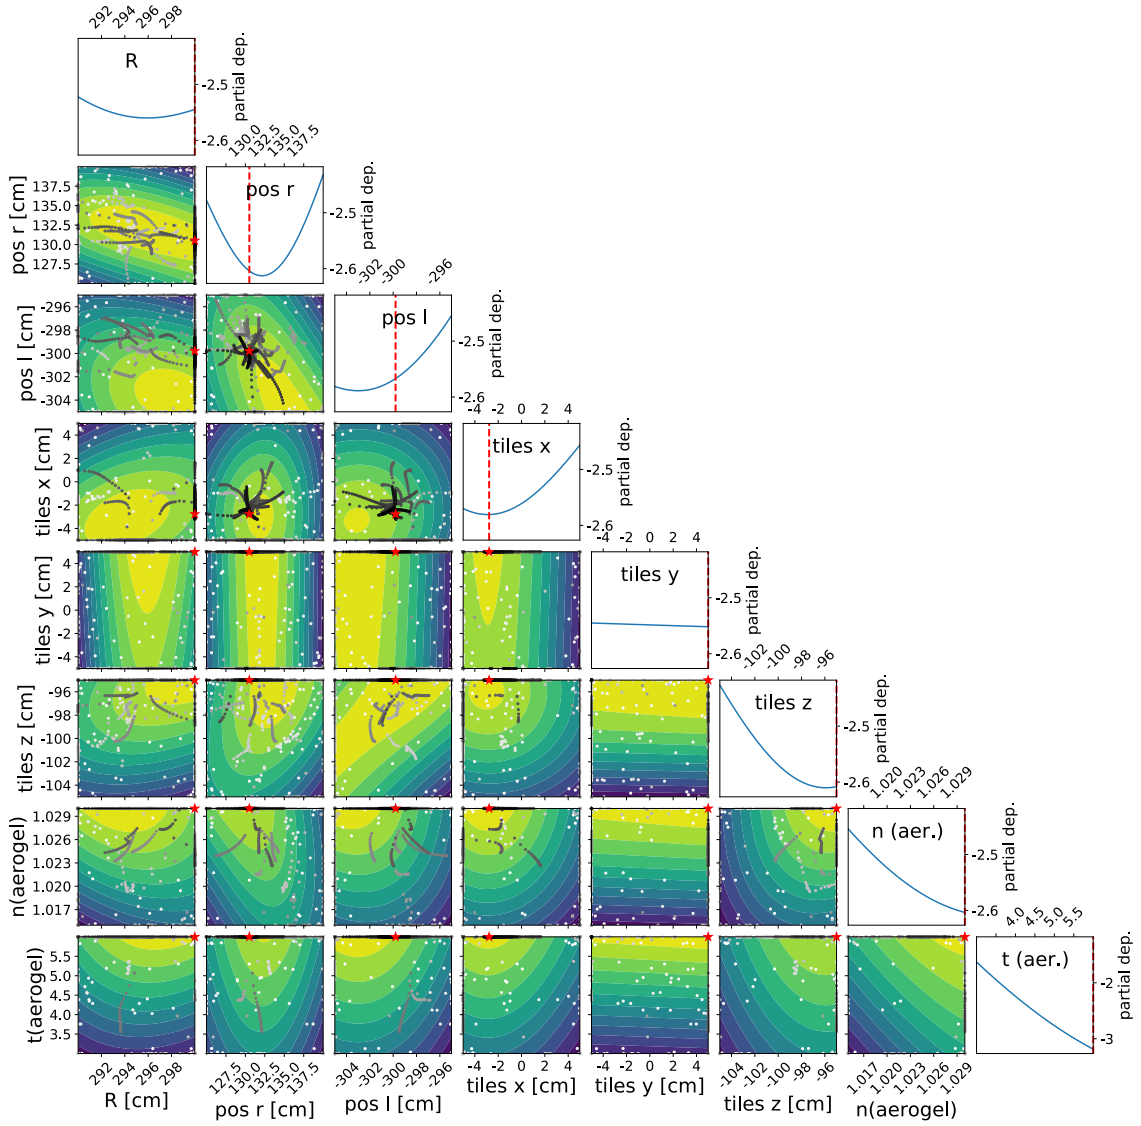 292 294 296 298
R
-2.5
-2.6
partial dep.
130.0 132.5 135.0 137.5
pos r [cm]
137.5
135.0
132.5
130.0
127.5
pos r
-2.5
-2.6
partial dep.
-302 -300 -296
pos l [cm]
-294
-296
-298
-300
-302
-304
pos l
-2.5
-2.6
partial dep.
-4 -2 0 2 4
tiles x [cm]
4
2
0
-2
-4
tiles x
-2.5
-2.6
partial dep.
-4 -2 0 2 4
tiles y [cm]
4
2
0
-2
-4
tiles y
-2.5
-2.6
partial dep.
-102 -100 -98 -96
tiles z [cm]
-96
-98
-100
-102
-104
tiles z
-2.5
-2.6
partial dep.
1.020 1.023 1.026 1.029
n(aerogel)
1.029
1.026
1.023
1.020
1.017
n (aer.)
-2.5
-2.6
partial dep.
4.0 4.5 5.0 5.5
t(aerogel)
5.5
5.0
4.5
4.0
3.5
t (aer.)
-2
-3
partial dep.
292 294 296 298
127.5 130.0 132.5 135.0 137.5
-304 -302 -300 -298 -296
-4 -2 0 2 4
-4 -2 0 2 4
-104 -102 -100 -98 -96
1.017 1.020 1.023 1.026 1.029
R [cm]
pos r [cm]
pos l [cm]
tiles x [cm]
tiles y [cm]
tiles z [cm]
n(aerogel)